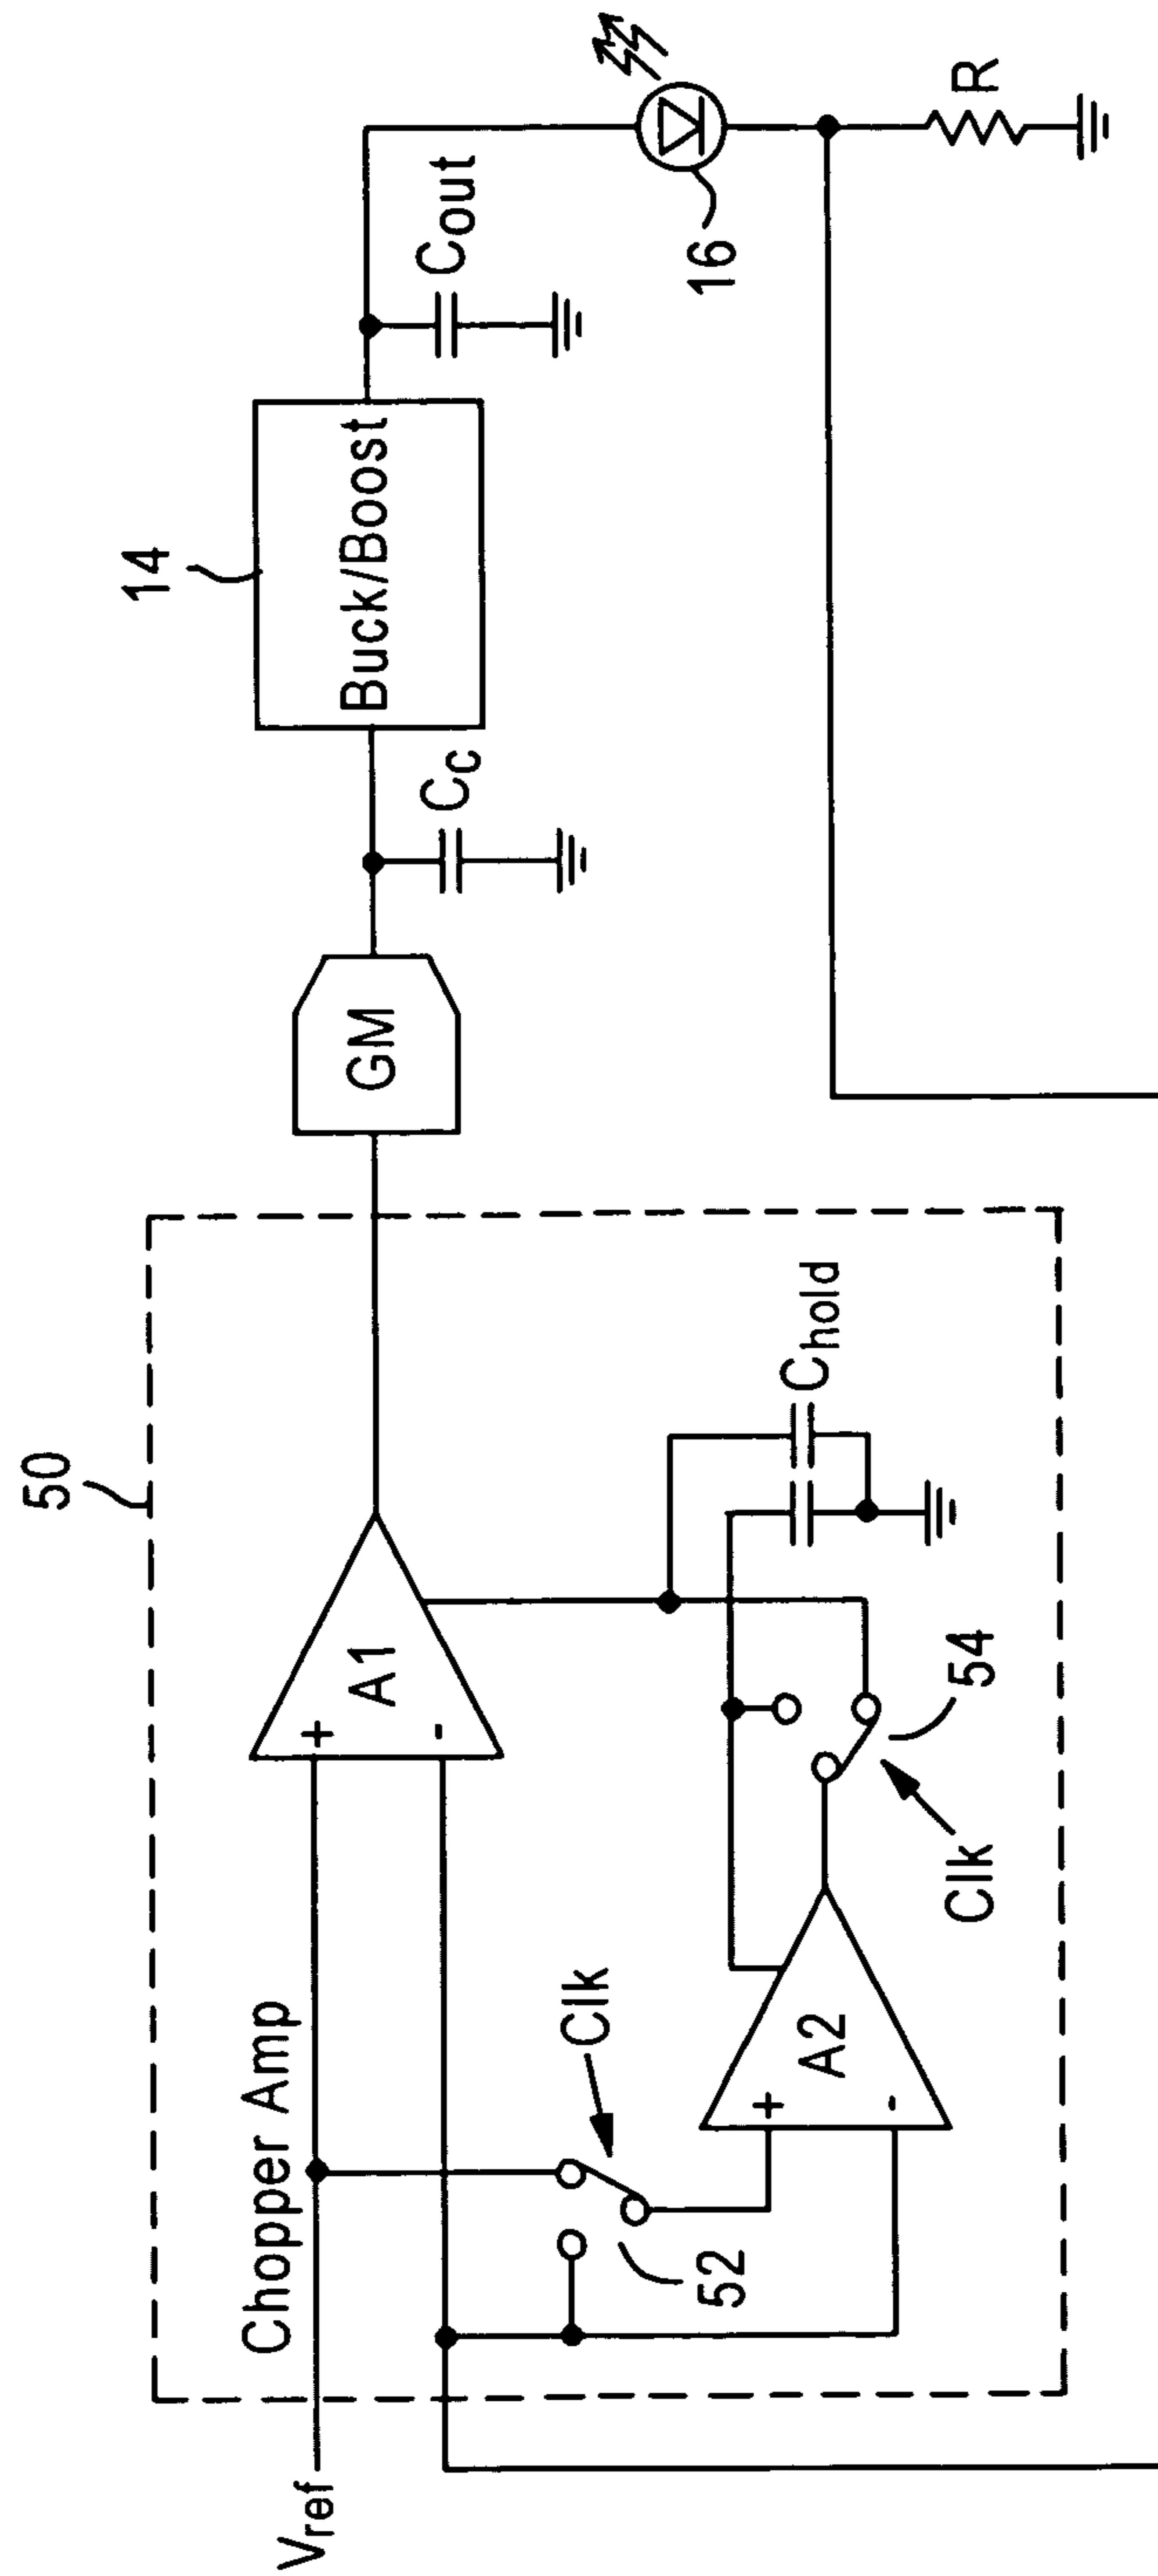 50
Chopper Amp
Vref
+
-
A1
GM
Cc
14
Buck/Boost
Cout
16
R
Clk
52
+
-
A2
Clk
54
Chold